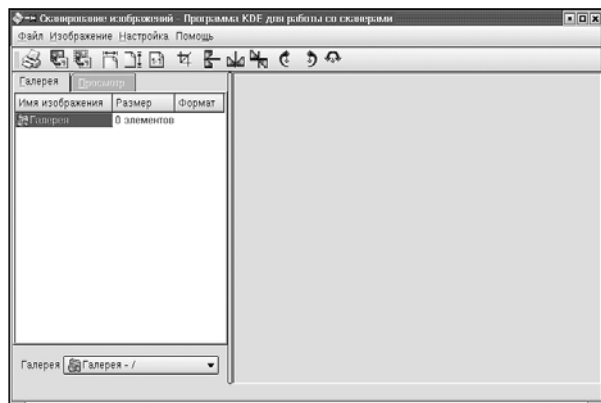 Сканирование изображений - Программа KDE для работы со сканерами
Файл Изображение Настройка Помощь
Галерея Просмотр
Имя изображения Размер Формат
Галерея 0 элементов
Галерея Галерея - /